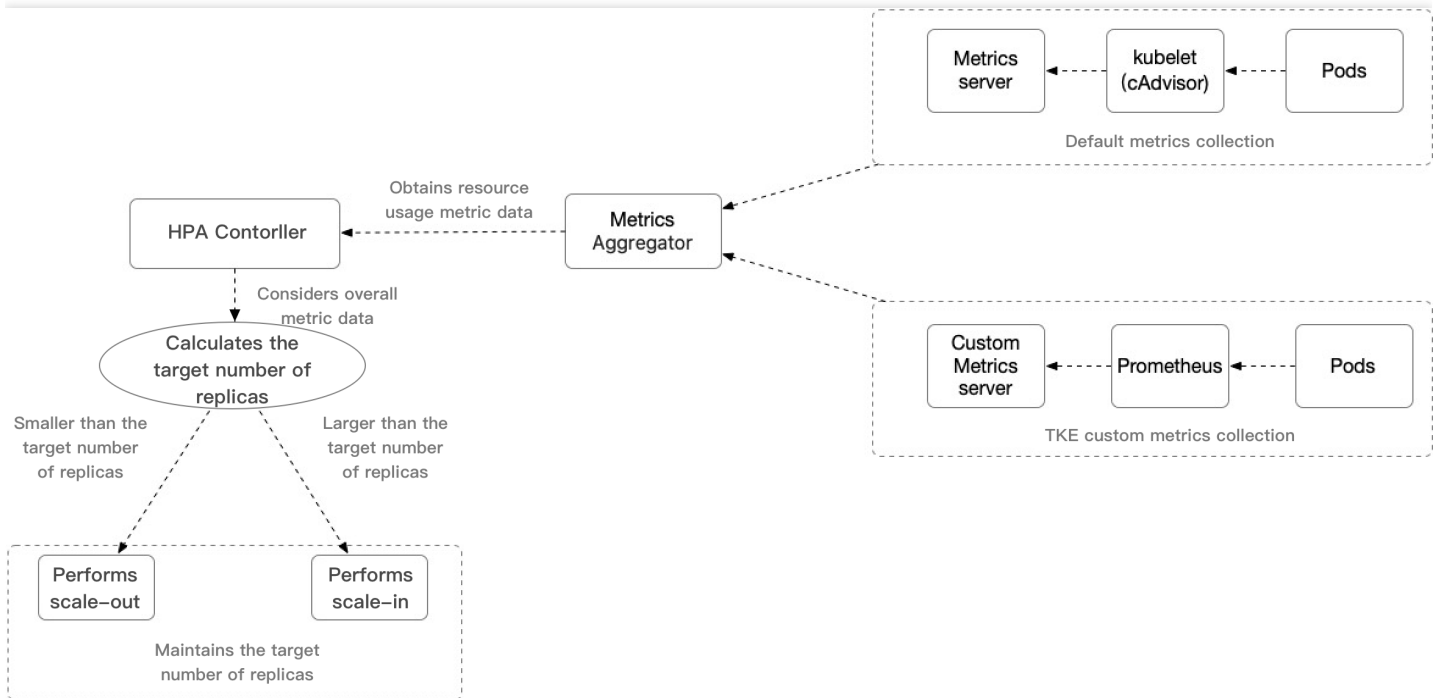 Metrics
server
kubelet
(cAdvisor)
Pods
Default metrics collection
Obtains resource
usage metric data
HPA Contorller
Metrics
Aggregator
Considers overall
metric data
Calculates the
target number of
replicas
Custom
Metrics
server
Prometheus
Pods
TKE custom metrics collection
Smaller than the
target number
of replicas
Larger than the
target number
of replicas
Performs
scale-out
Performs
scale-in
Maintains the target
number of replicas